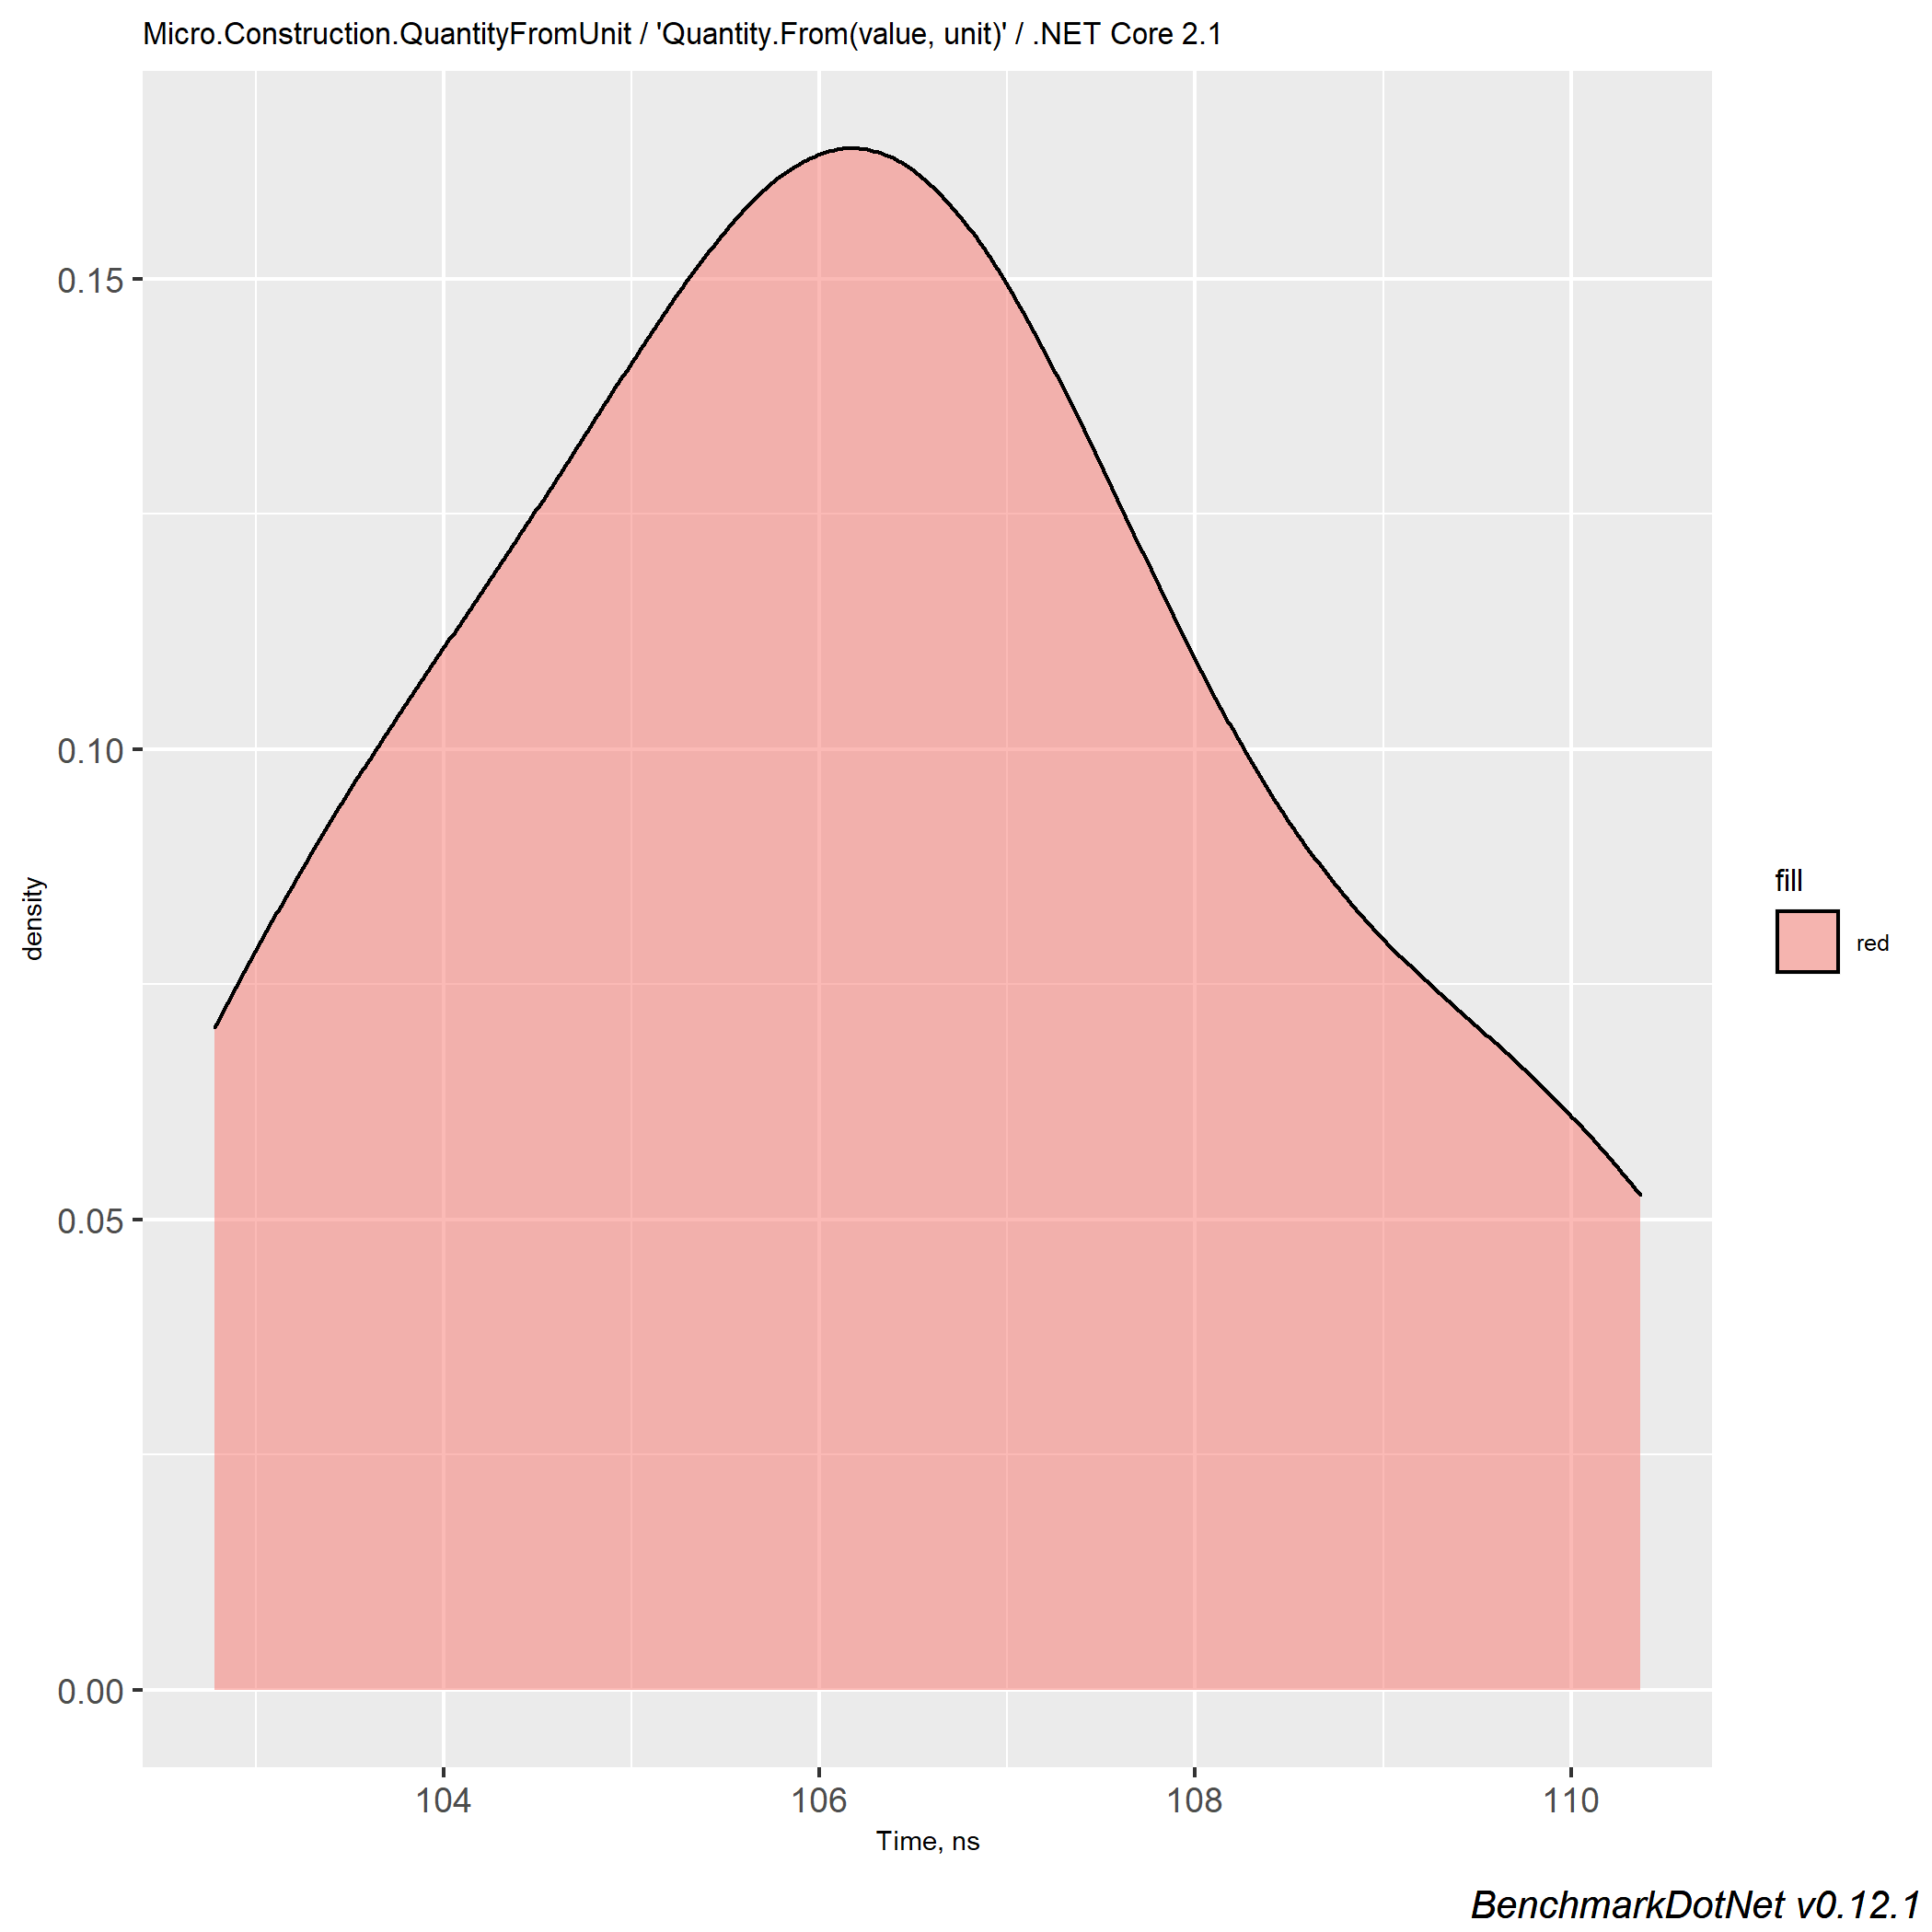 Micro.Construction.QuantityFromUnit / 'Quantity.From(value, unit)' / .NET Core 2.1
0.15
0.10
0.05
0.00
density
104 106 108 110
Time, ns
fill
red
BenchmarkDotNet v0.12.1